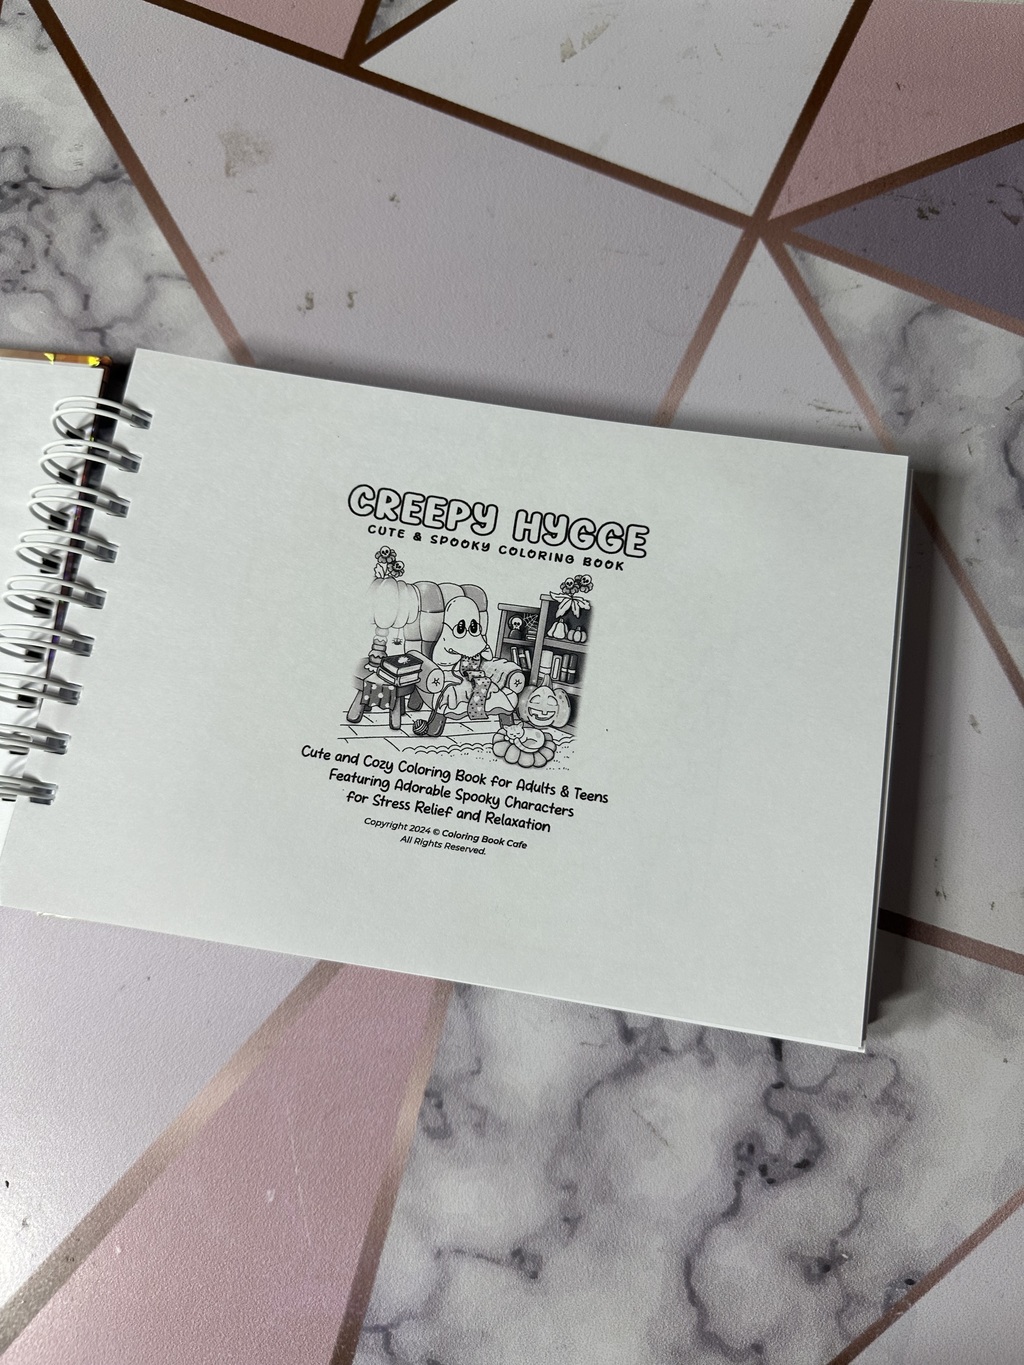 CREEPY HYGGE
CUTE & SPOOKY COLORING BOOK
Cute and Cozy Coloring Book for Adults & Teens
Featuring Adorable Spooky Characters
for Stress Relief and Relaxation
Copyright 2024 © Coloring Book Cafe
All Rights Reserved.